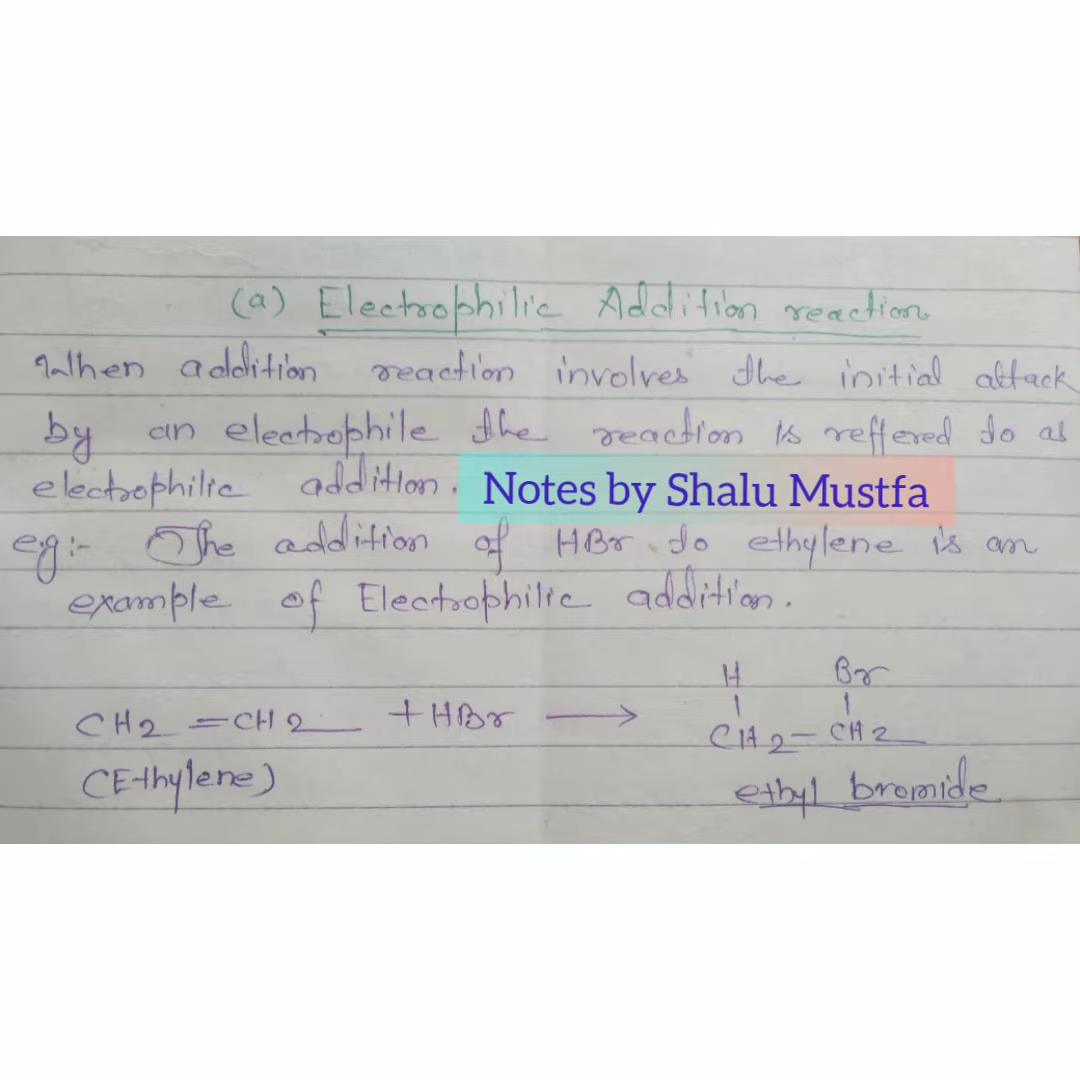 (a) Electrophilic Addition reaction
When addition reaction involves the initial attack
by an electrophile the reaction is reffered to as
electrophilic addition.
Notes by Shalu Mustfa
e.g:- The addition of HBr to ethylene is an
example of Electrophilic addition.
H Br
CH2 =CH2 + HBr ⟶ CH2-CH2
(Ethylene)
ethyl bromide